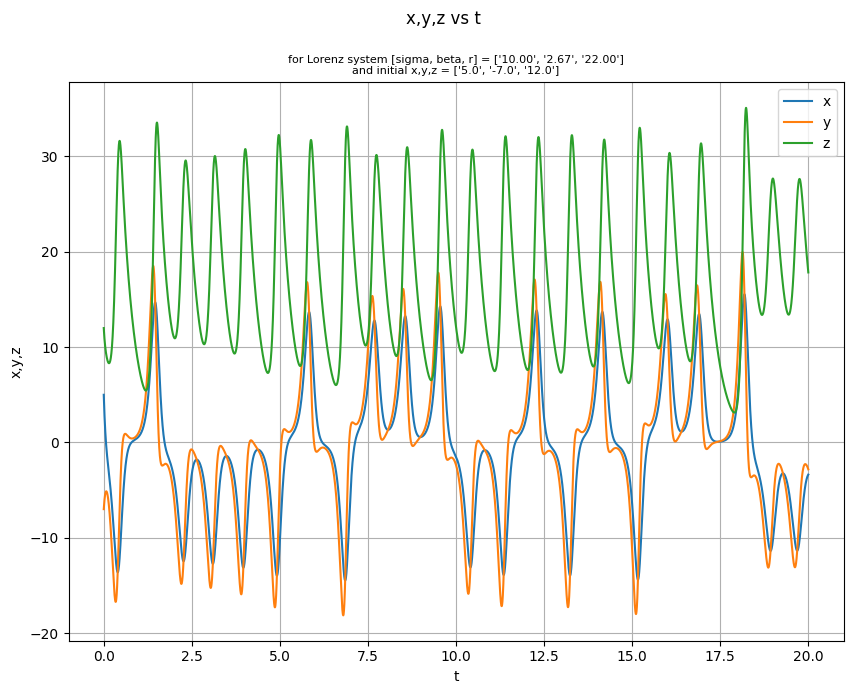 x,y,z vs t
for Lorenz system [sigma, beta, r] = ['10.00', '2.67', '22.00']
and initial x,y,z = ['5.0', '-7.0', '12.0']
x
y
z
x,y,z
30
20
10
0
−10
−20
0.0 2.5 5.0 7.5 10.0 12.5 15.0 17.5 20.0
t